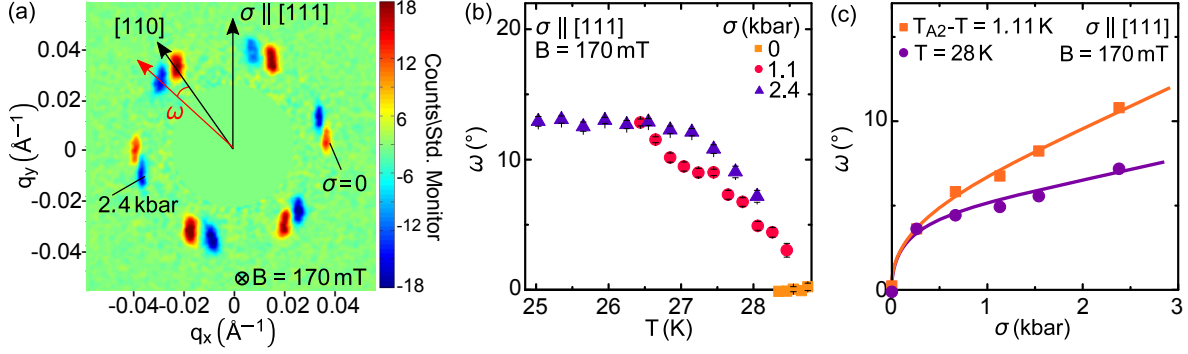 (a)
[110]
σ || [111]
ω
σ=0
2.4 kbar
⊗B = 170 mT
0.04
0.02
0
-0.02
-0.04
q_y (Å⁻¹)
-0.04 -0.02 0 0.02 0.04
q_x (Å⁻¹)
18
12
6
0
-6
-12
-18
Counts\Std. Monitor
(b)
σ || [111]
B = 170 mT
σ (kbar)
0
1.1
2.4
20
10
0
ω (°)
25 26 27 28
T (K)
(c)
T_A2-T = 1.11 K
T = 28 K
σ || [111]
B = 170 mT
10
0
ω (°)
0 1 2 3
σ (kbar)